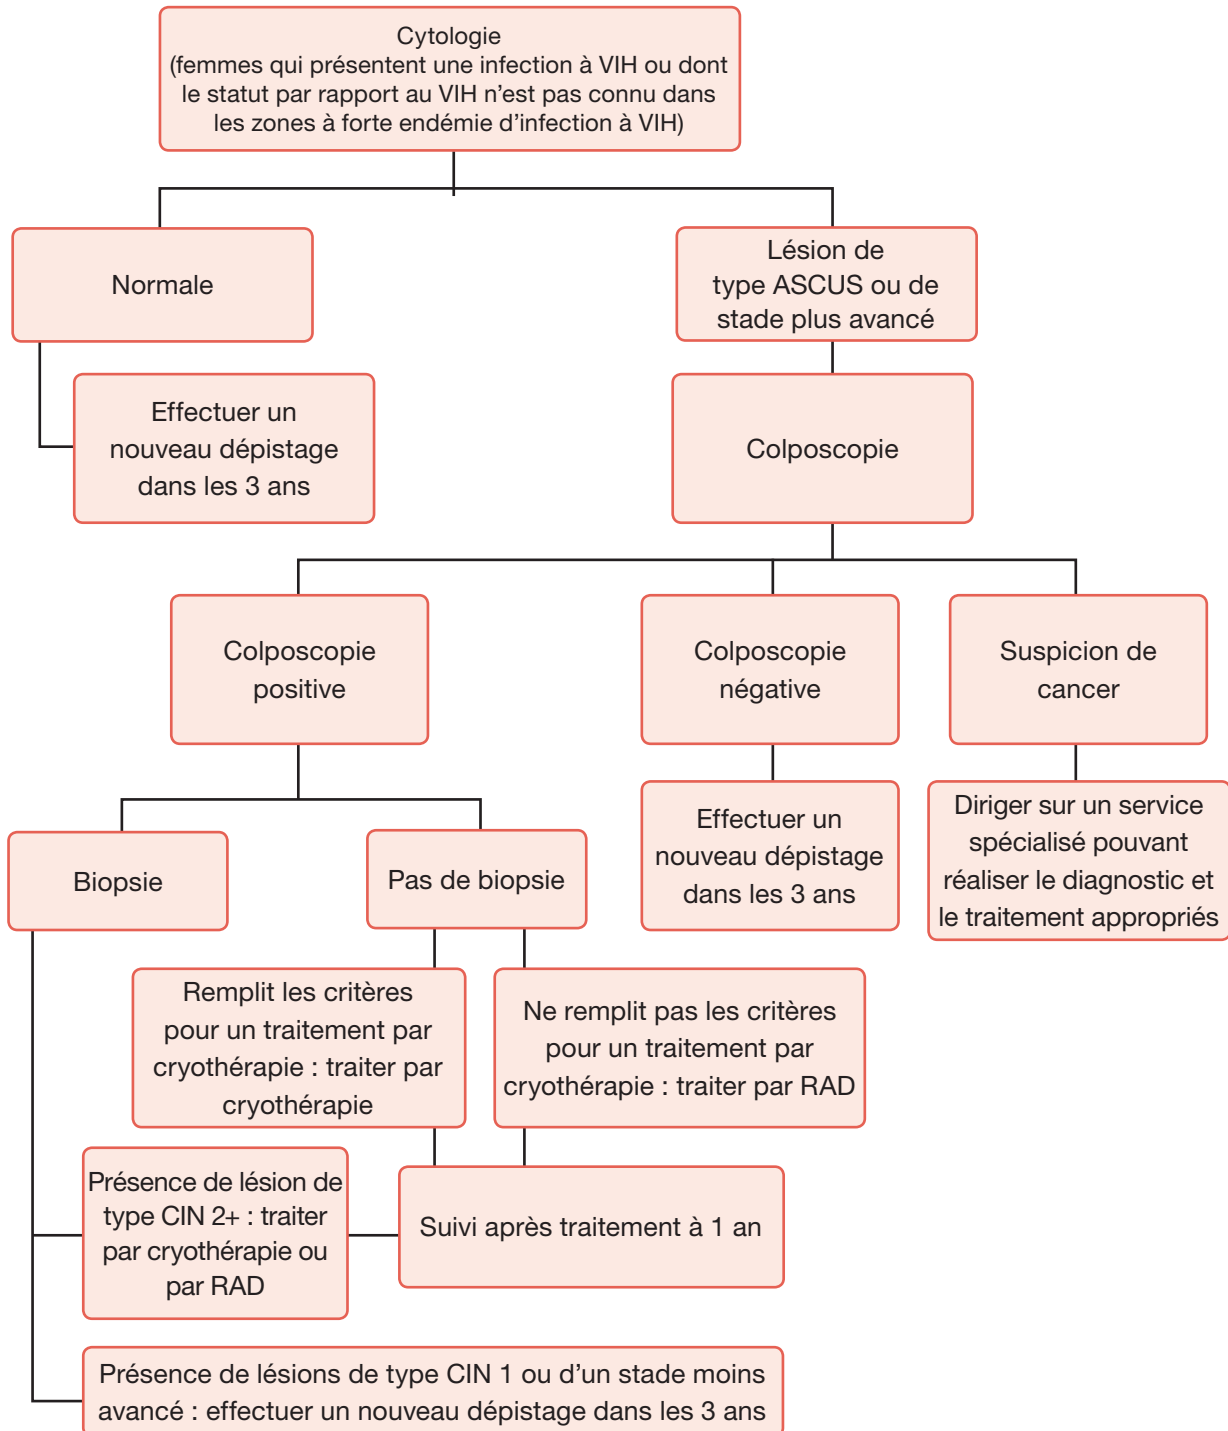 Cytologie
(femmes qui présentent une infection à VIH ou dont
le statut par rapport au VIH n’est pas connu dans
les zones à forte endémie d’infection à VIH)
Normale
Lésion de
type ASCUS ou de
stade plus avancé
Effectuer un
nouveau dépistage
dans les 3 ans
Colposcopie
Colposcopie
positive
Colposcopie
négative
Suspicion de
cancer
Biopsie
Pas de biopsie
Effectuer un
nouveau dépistage
dans les 3 ans
Diriger sur un service
spécialisé pouvant
réaliser le diagnostic et
le traitement appropriés
Remplit les critères
pour un traitement par
cryothérapie : traiter par
cryothérapie
Ne remplit pas les critères
pour un traitement par
cryothérapie : traiter par RAD
Présence de lésion de
type CIN 2+ : traiter
par cryothérapie ou
par RAD
Suivi après traitement à 1 an
Présence de lésions de type CIN 1 ou d’un stade moins
avancé : effectuer un nouveau dépistage dans les 3 ans